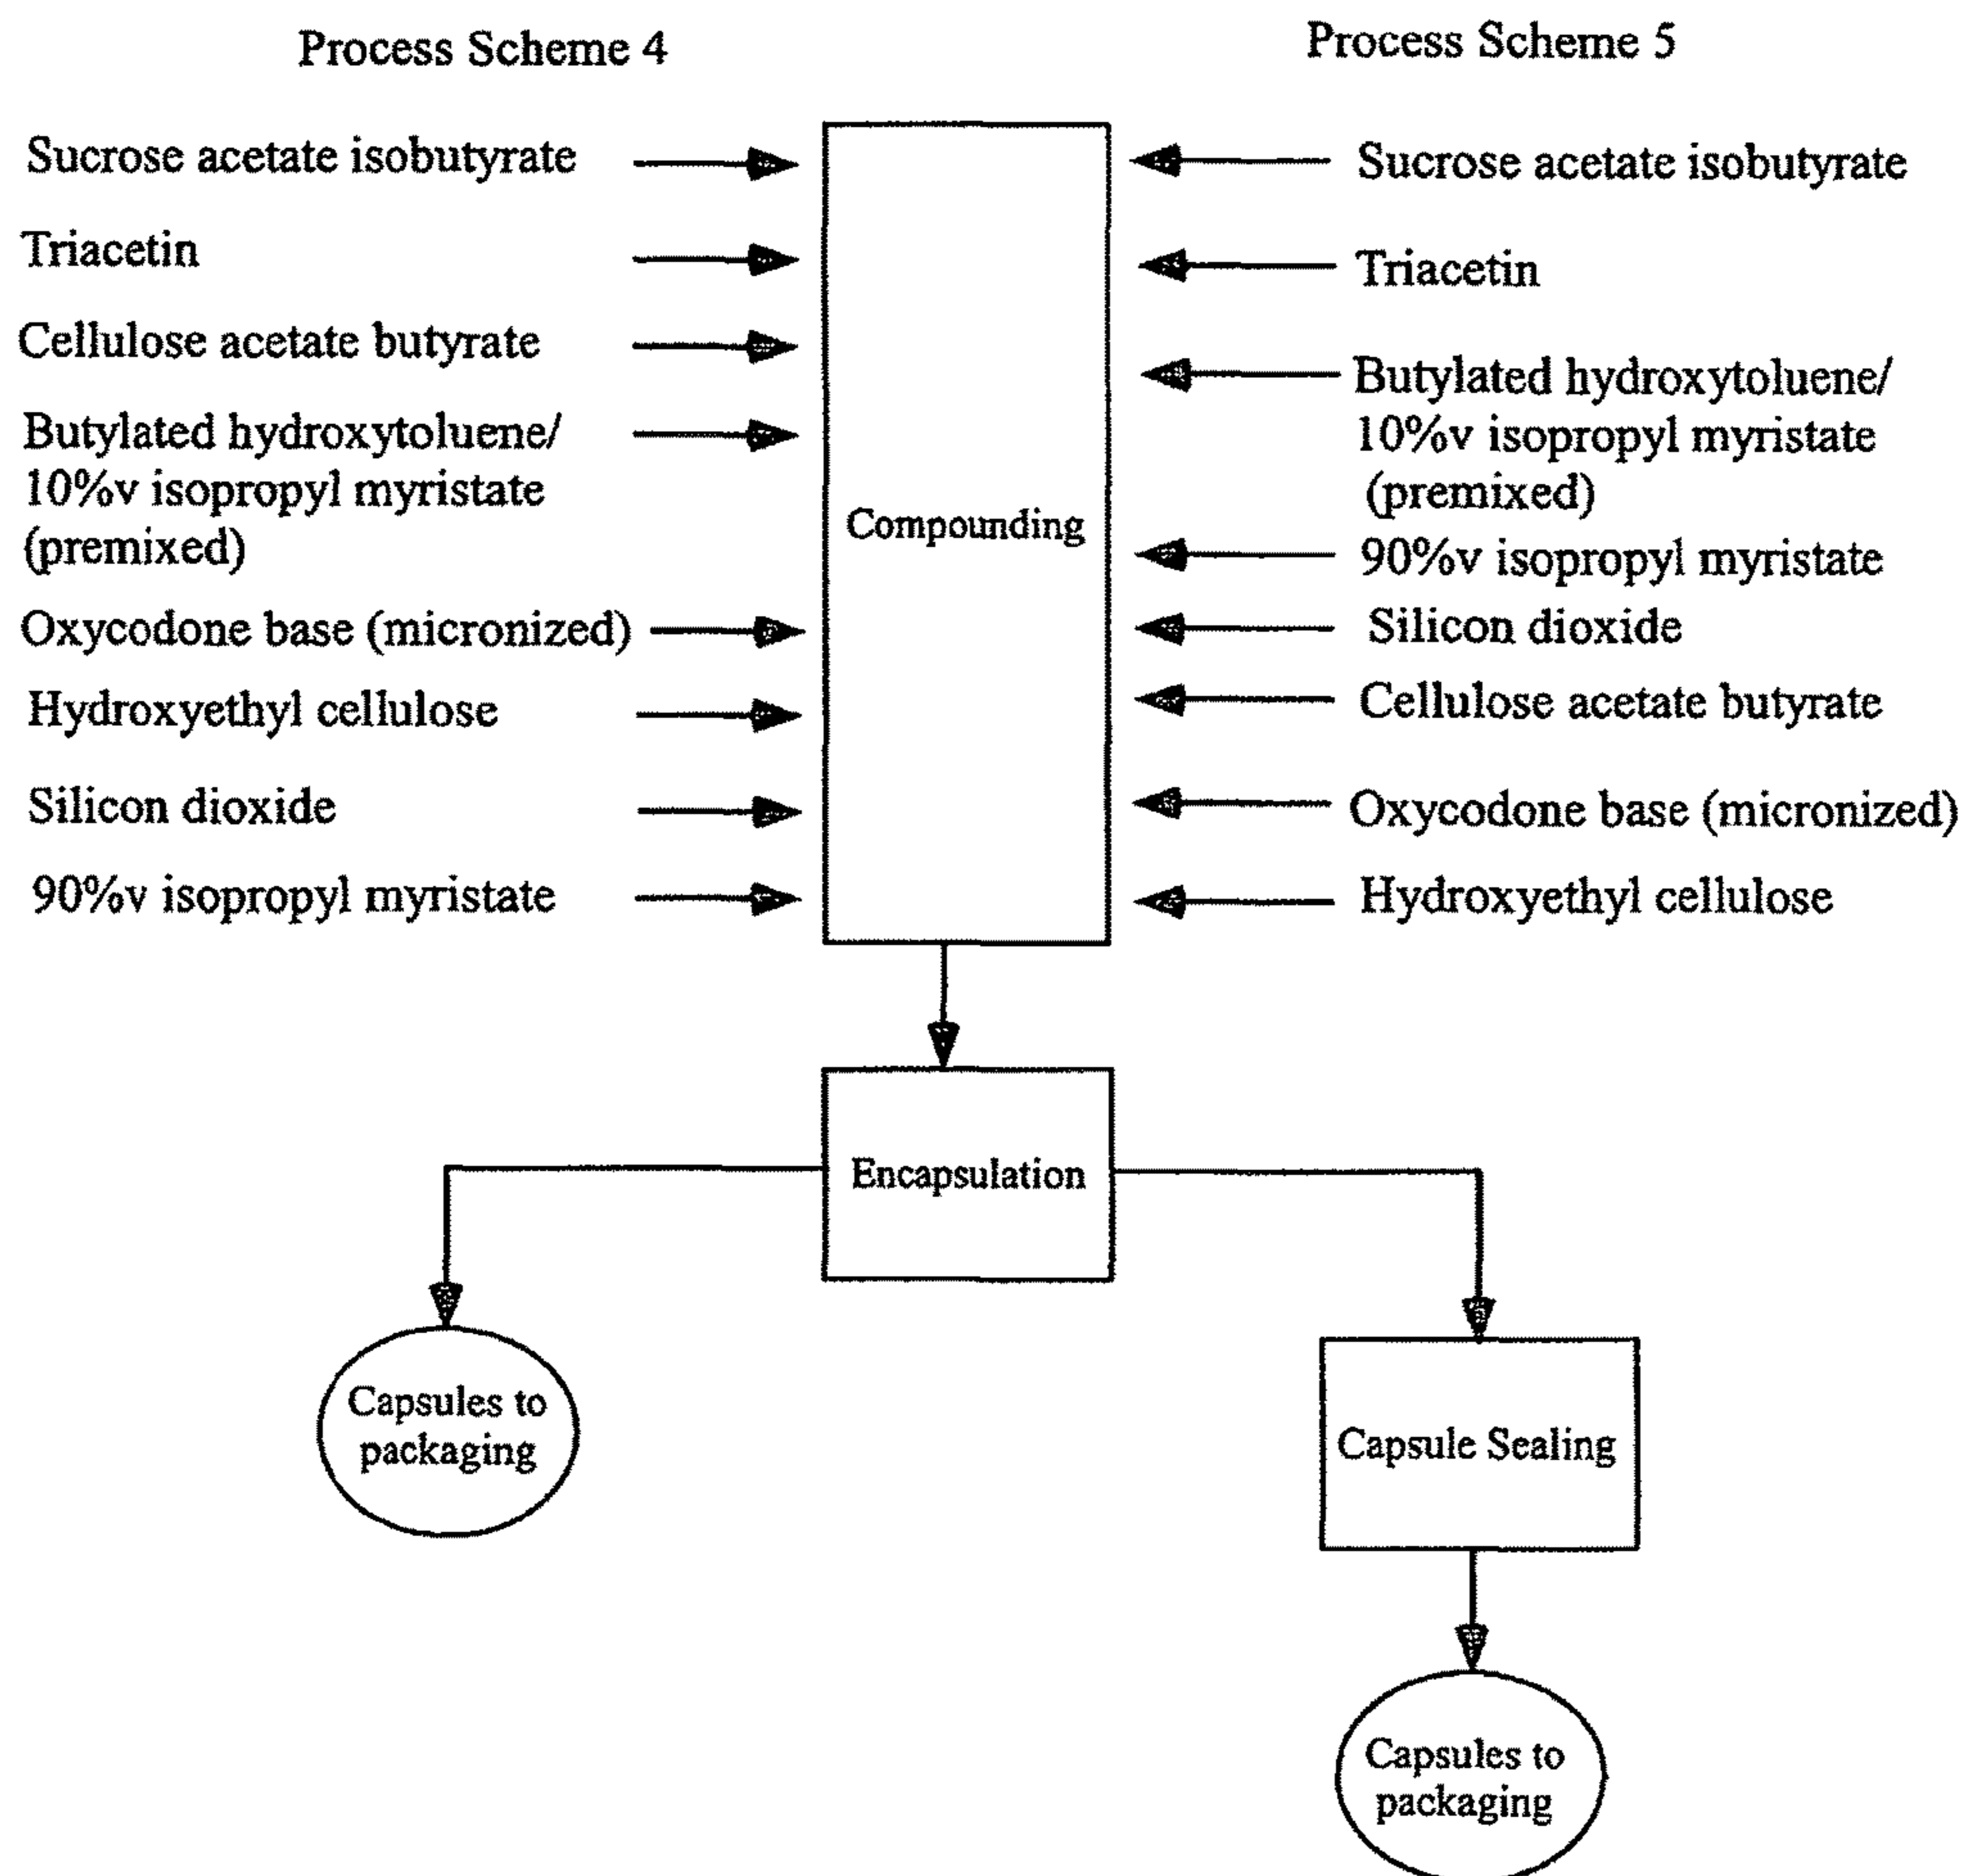 Process Scheme 4
Process Scheme 5
Sucrose acetate isobutyrate
Triacetin
Cellulose acetate butyrate
Butylated hydroxytoluene/
10%v isopropyl myristate
(premixed)
Oxycodone base (micronized)
Hydroxyethyl cellulose
Silicon dioxide
90%v isopropyl myristate
Compounding
Sucrose acetate isobutyrate
Triacetin
Butylated hydroxytoluene/
10%v isopropyl myristate
(premixed)
90%v isopropyl myristate
Silicon dioxide
Cellulose acetate butyrate
Oxycodone base (micronized)
Hydroxyethyl cellulose
Encapsulation
Capsules to
packaging
Capsule Sealing
Capsules to
packaging